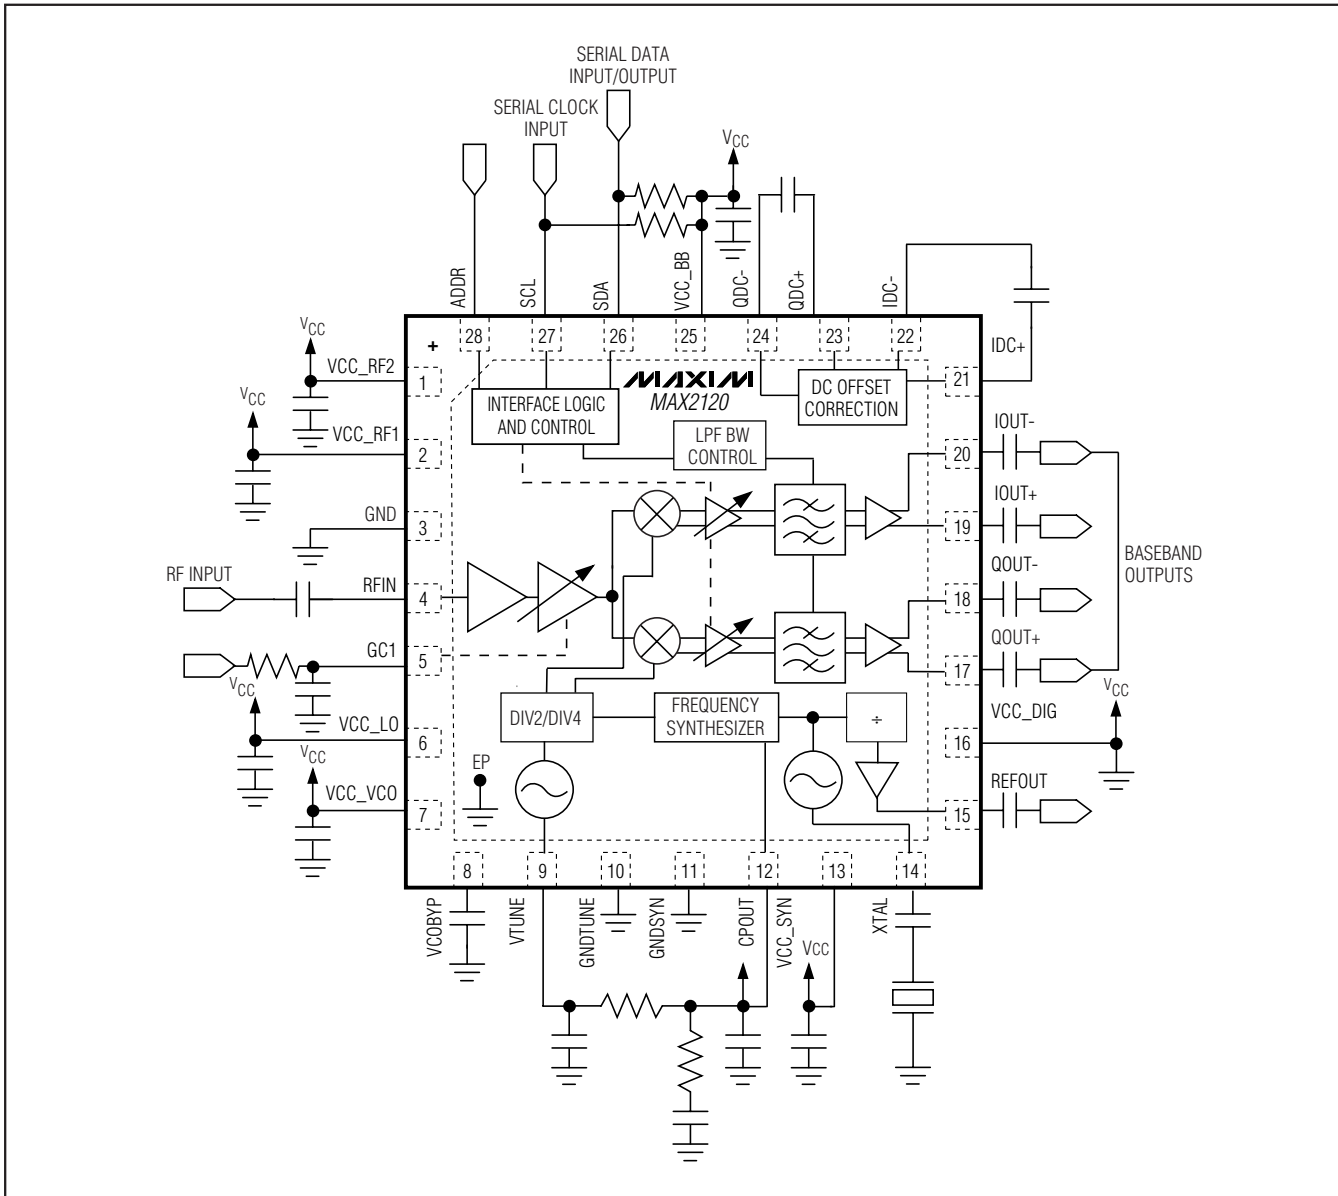 SERIAL DATA
INPUT/OUTPUT
SERIAL CLOCK
INPUT
VCC
ADDR
SCL
SDA
VCC_BB
QDC-
QDC+
IDC-
28
27
26
25
24
23
22
+
MAXIM
MAX2120
INTERFACE LOGIC
AND CONTROL
DC OFFSET
CORRECTION
LPF BW
CONTROL
VCC
VCC_RF2
1
VCC
VCC_RF1
2
GND
3
RF INPUT
RFIN
4
GC1
5
VCC
VCC_LO
6
VCC
VCC_VCO
7
IDC+
21
IOUT-
20
IOUT+
19
QOUT-
18
QOUT+
17
BASEBAND
OUTPUTS
VCC
VCC_DIG
16
REFOUT
15
DIV2/DIV4
FREQUENCY
SYNTHESIZER
÷
EP
8
9
10
11
12
13
14
VCOBYP
VTUNE
GNDTUNE
GNDSYN
CPOUT
VCC_SYN
XTAL
VCC